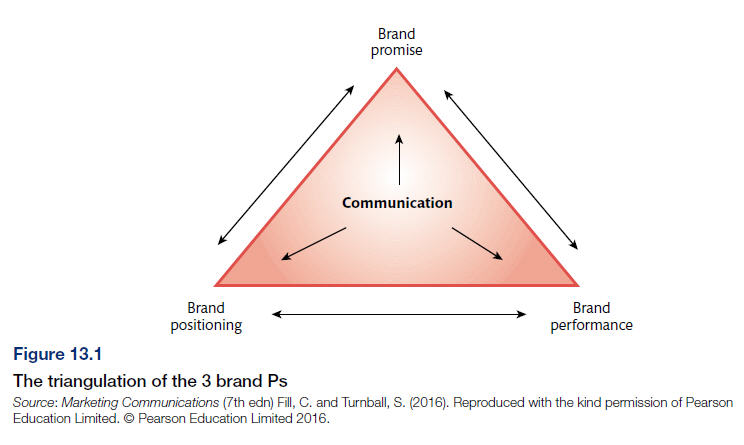 Brand
promise
Communication
Brand
positioning
Brand
performance
Figure 13.1
The triangulation of the 3 brand Ps
Source: Marketing Communications (7th edn) Fill, C. and Turnball, S. (2016). Reproduced with the kind permission of Pearson
Education Limited. © Pearson Education Limited 2016.